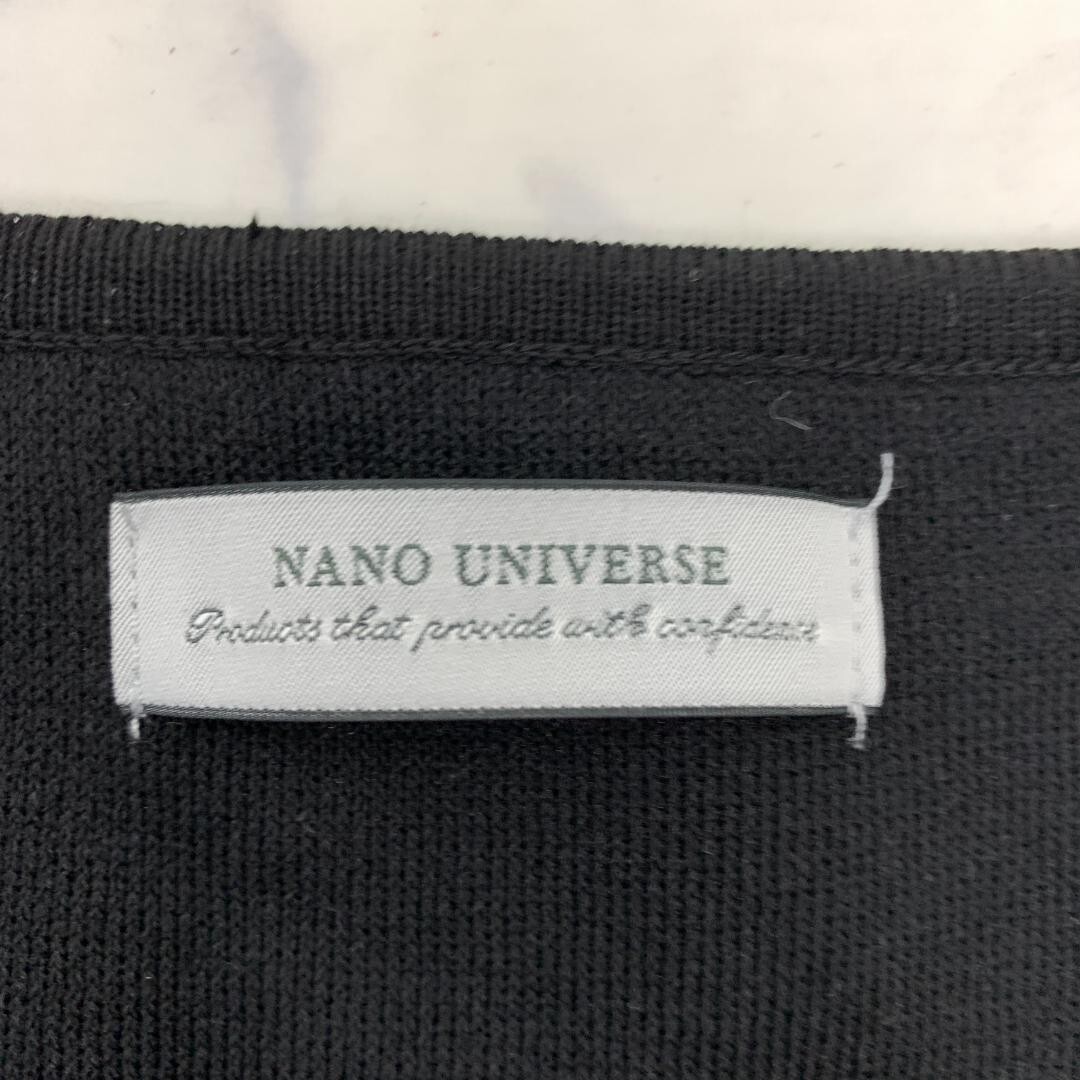 NANO UNIVERSE
Products that provide with confidence